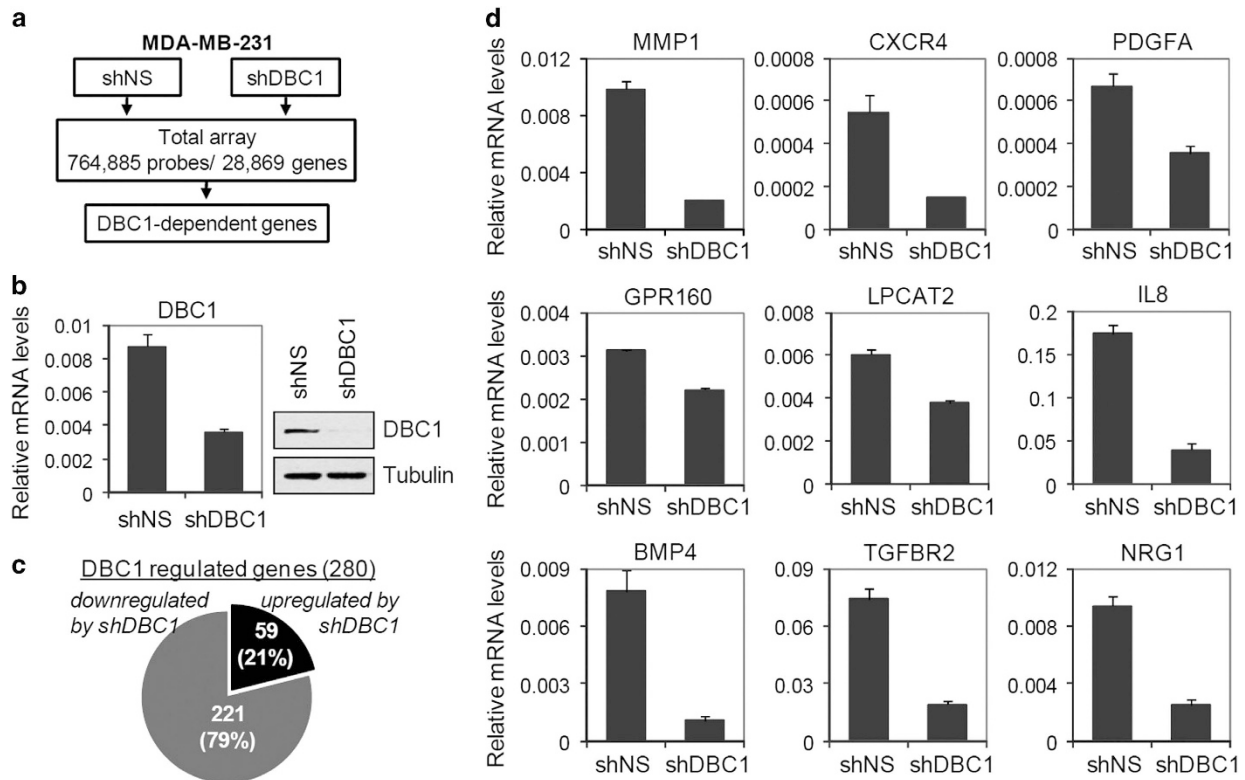 a
MDA-MB-231
shNS
shDBC1
Total array
764,885 probes/ 28,869 genes
DBC1-dependent genes
b
DBC1
Relative mRNA levels
0.01
0.008
0.006
0.004
0.002
0
shNS shDBC1
shNS
shDBC1
DBC1
Tubulin
c
DBC1 regulated genes (280)
downregulated by shDBC1
upregulated by shDBC1
59
(21%)
221
(79%)
d
MMP1
Relative mRNA levels
0.012
0.008
0.004
0
shNS shDBC1
CXCR4
0.0008
0.0006
0.0004
0.0002
0
shNS shDBC1
PDGFA
0.0008
0.0006
0.0004
0.0002
0
shNS shDBC1
GPR160
Relative mRNA levels
0.004
0.003
0.002
0.001
0
shNS shDBC1
LPCAT2
0.008
0.006
0.004
0.002
0
shNS shDBC1
IL8
0.2
0.15
0.1
0.05
0
shNS shDBC1
BMP4
Relative mRNA levels
0.009
0.006
0.003
0
shNS shDBC1
TGFBR2
0.09
0.06
0.03
0
shNS shDBC1
NRG1
0.012
0.008
0.004
0
shNS shDBC1